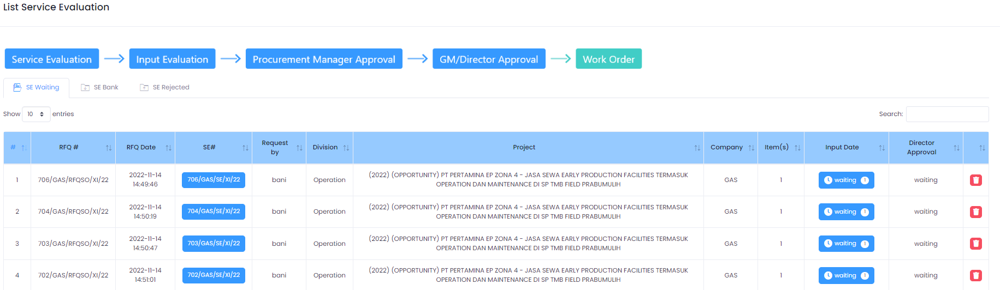 List Service Evaluation
Service Evaluation Input Evaluation Procurement Manager Approval GM/Director Approval Work Order
SE Waiting SE Bank SE Rejected
Show 10 entries Search:
# RFQ # RFQ Date SE# Request by Division Project Company Item(s) Input Date Director Approval
1 706/GAS/RFQSO/XI/22 2022-11-14 14:49:46 706/GAS/SE/XI/22 bani Operation (2022) (OPPORTUNITY) PT PERTAMINA EP ZONA 4 - JASA SEWA EARLY PRODUCTION FACILITIES TERMASUK OPERATION DAN MAINTENANCE DI SP TMB FIELD PRABUMULIH GAS 1 waiting 1 waiting
2 704/GAS/RFQSO/XI/22 2022-11-14 14:50:19 704/GAS/SE/XI/22 bani Operation (2022) (OPPORTUNITY) PT PERTAMINA EP ZONA 4 - JASA SEWA EARLY PRODUCTION FACILITIES TERMASUK OPERATION DAN MAINTENANCE DI SP TMB FIELD PRABUMULIH GAS 1 waiting 1 waiting
3 703/GAS/RFQSO/XI/22 2022-11-14 14:50:47 703/GAS/SE/XI/22 bani Operation (2022) (OPPORTUNITY) PT PERTAMINA EP ZONA 4 - JASA SEWA EARLY PRODUCTION FACILITIES TERMASUK OPERATION DAN MAINTENANCE DI SP TMB FIELD PRABUMULIH GAS 1 waiting 1 waiting
4 702/GAS/RFQSO/XI/22 2022-11-14 14:51:01 702/GAS/SE/XI/22 bani Operation (2022) (OPPORTUNITY) PT PERTAMINA EP ZONA 4 - JASA SEWA EARLY PRODUCTION FACILITIES TERMASUK OPERATION DAN MAINTENANCE DI SP TMB FIELD PRABUMULIH GAS 1 waiting 1 waiting